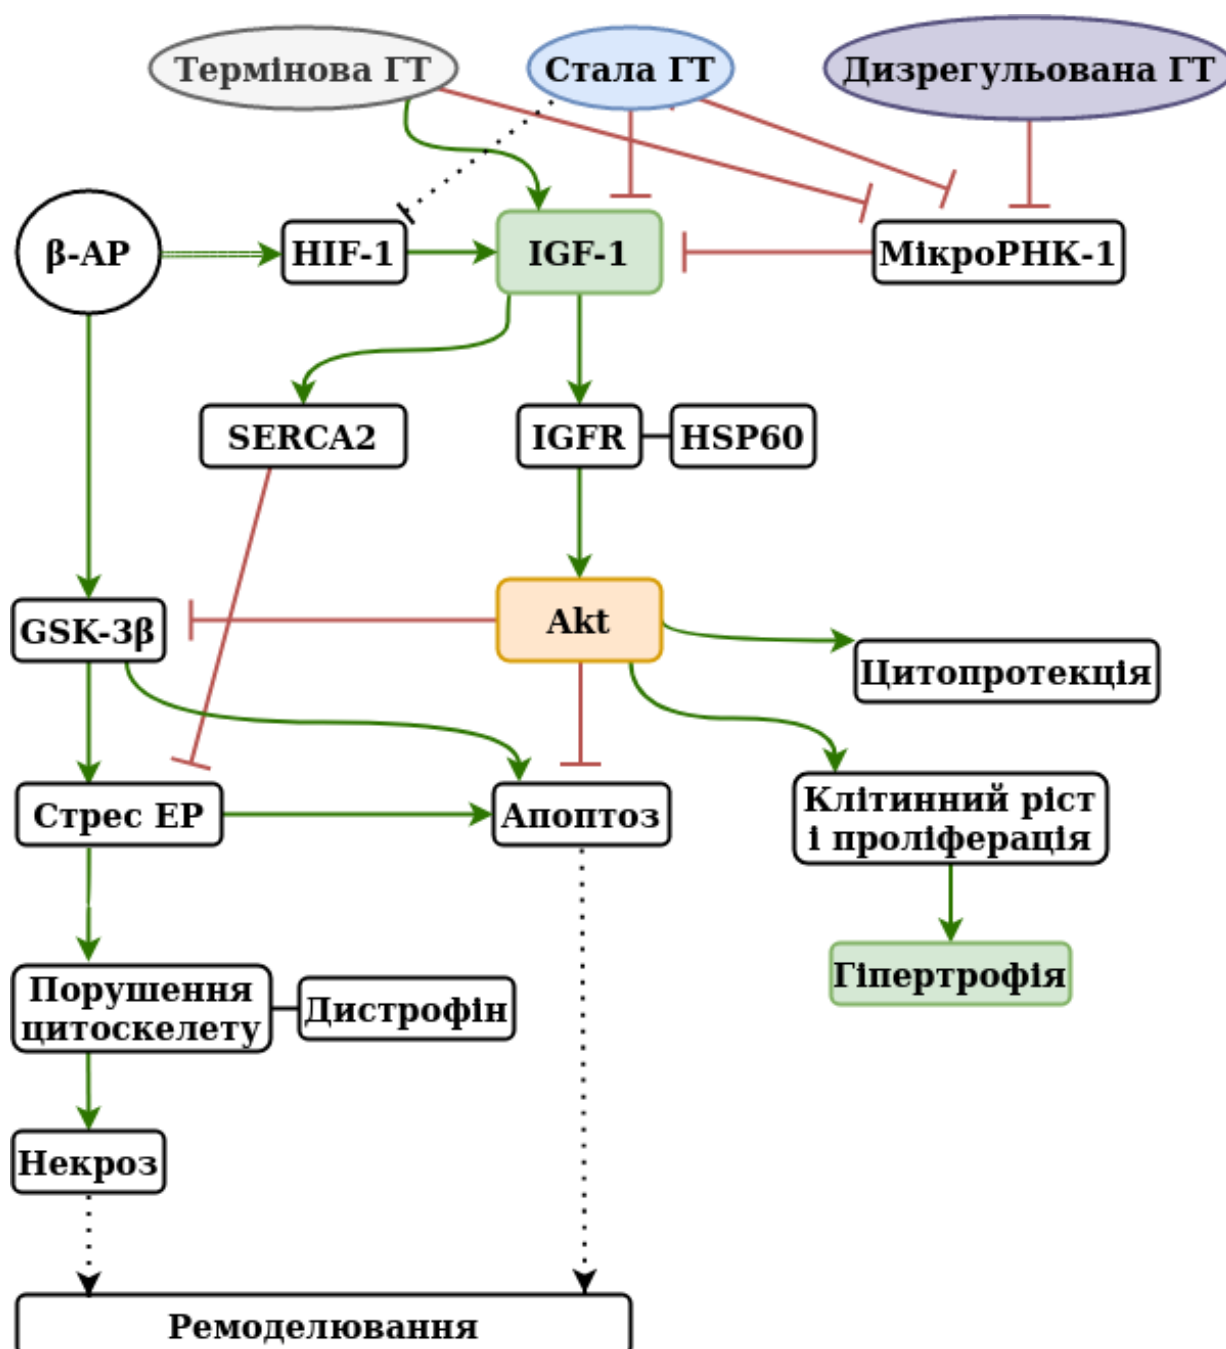 Термінова ГТ
Стала ГТ
Дизрегульована ГТ
β-АР
HIF-1
IGF-1
МікроРНК-1
SERCA2
IGFR
HSP60
GSK-3β
Akt
Цитопротекція
Стрес ЕР
Апоптоз
Клітинний ріст
і проліферація
Гіпертрофія
Порушення
цитоскелету
Дистрофін
Некроз
Ремоделювання